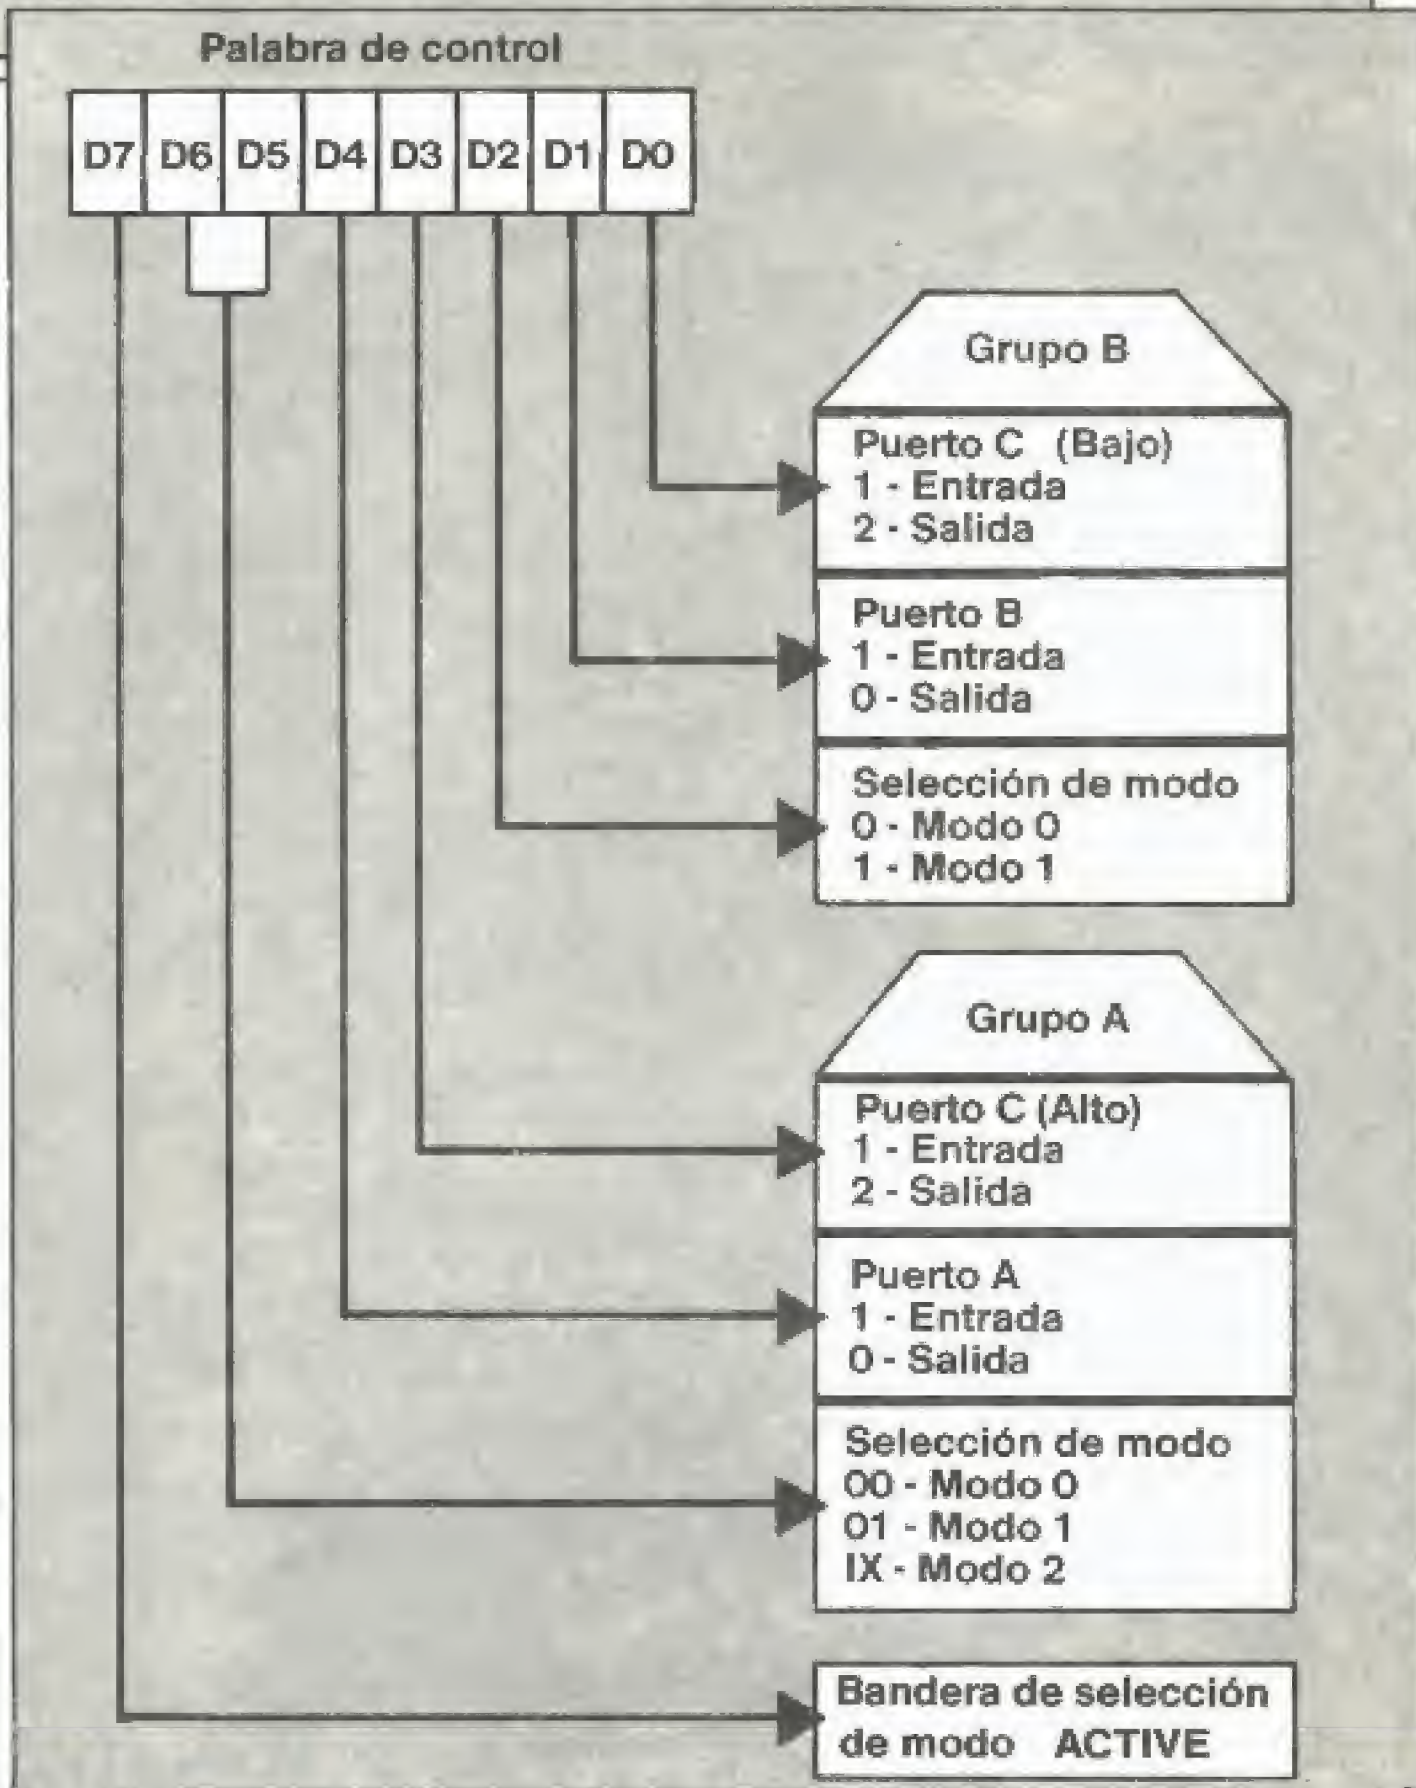 Palabra de control
D7 D6 D5 D4 D3 D2 D1 D0
Grupo B
Puerto C (Bajo)
1 - Entrada
2 - Salida
Puerto B
1 - Entrada
0 - Salida
Selección de modo
0 - Modo 0
1 - Modo 1
Grupo A
Puerto C (Alto)
1 - Entrada
2 - Salida
Puerto A
1 - Entrada
0 - Salida
Selección de modo
00 - Modo 0
01 - Modo 1
IX - Modo 2
Bandera de selección
de modo ACTIVE